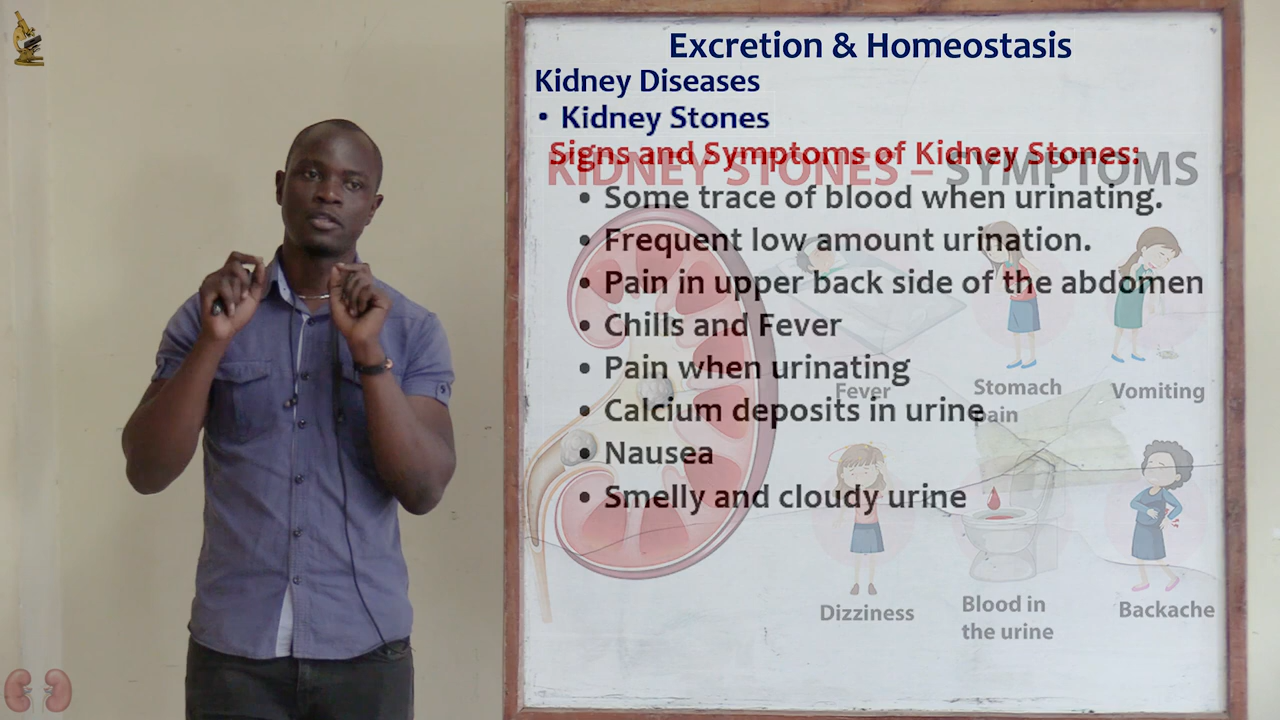 Excretion & Homeostasis
Kidney Diseases
• Kidney Stones
Signs and Symptoms of Kidney Stones:
KIDNEY STONES – SYMPTOMS
• Some trace of blood when urinating.
• Frequent low amount urination.
• Pain in upper back side of the abdomen
• Chills and Fever
• Pain when urinating
• Calcium deposits in urine
• Nausea
• Smelly and cloudy urine
Fever
Stomach
pain
Vomiting
Dizziness
Blood in
the urine
Backache